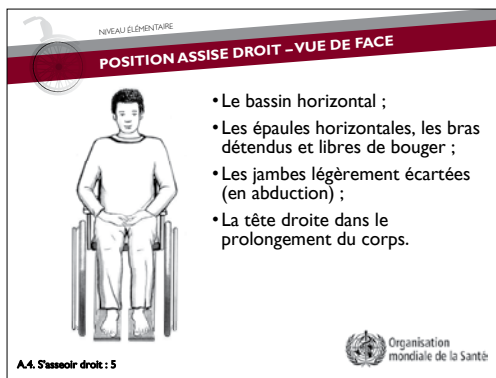 NIVEAU ÉLÉMENTAIRE
POSITION ASSISE DROIT – VUE DE FACE
• Le bassin horizontal ;
• Les épaules horizontales, les bras
détendus et libres de bouger ;
• Les jambes légèrement écartées
(en abduction) ;
• La tête droite dans le
prolongement du corps.
A.4. S'asseoir droit : 5
Organisation
mondiale de la Santé